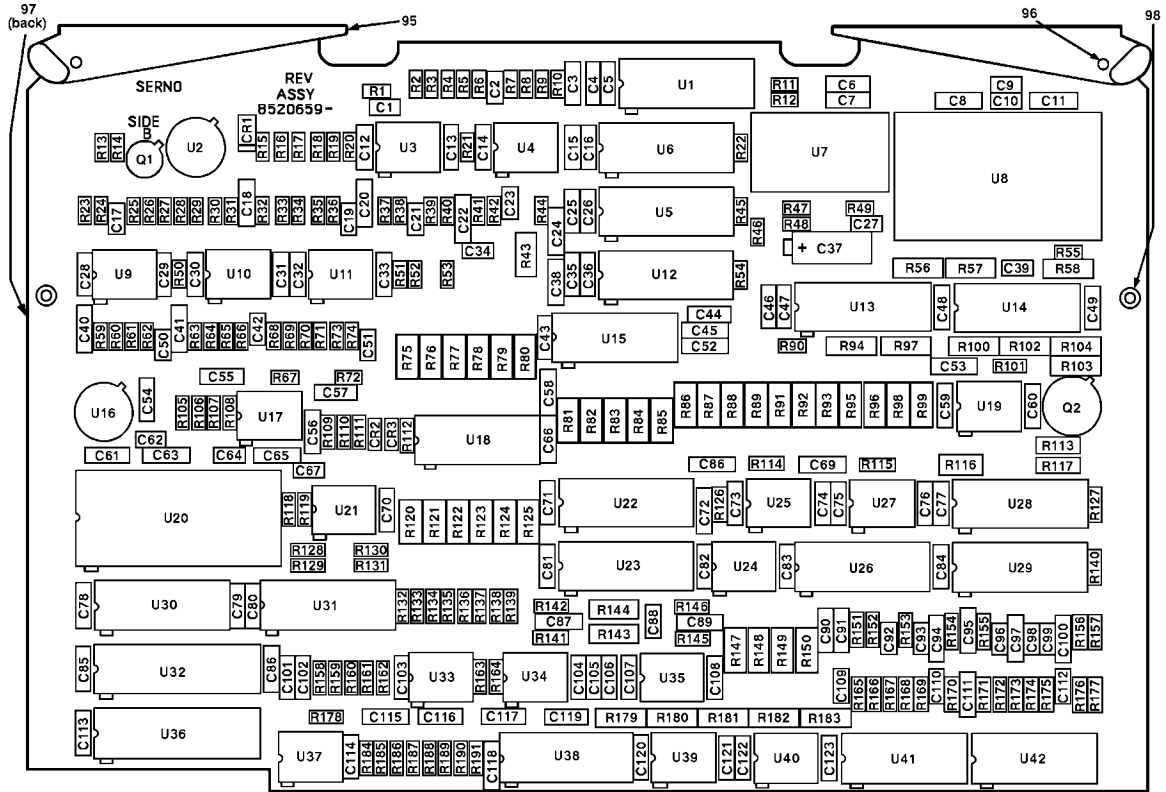 97
(back)
95
96
98
SERNO
REV
ASSY
8520659-
SIDE
B
R1
C1
R2 R3 R4 R5 R6 C2 R7 R8 R9 R10 C3 C4 C5 U1 R11 R12 C6 C7 C8 C9 C10 C11
R13 R14 Q1 U2 CR1 R15 R16 R17 R18 R19 R20 C12 U3 C13 R21 C14 U4 C15 C16 U6 R22 U7 U8
R23 R24 C17 R25 R26 R27 R28 R29 R30 R31 C18 R32 R33 R34 R35 R36 C19 C20 R37 R38 C21 R39 R40 C22 R41 R42 C23 R44 C24 C25 C26 U5 R45 R46 R47 R48 R49 C27
C34 R43 + C37
C28 U9 C29 R50 C30 U10 C31 C32 U11 C33 R51 R52 R53 C38 C35 C36 U12 R54 R56 R57 C39 R55 R58
C40 R59 R60 R61 R62 C50 C41 R63 R64 R65 R66 C42 R68 R69 R70 R71 R73 R74 C51 R75 R76 R77 R78 R79 R80 C43 U15 C44 C45 C52 C46 C47 U13 C48 U14 C49
R90 R94 R97 R100 R102 R104
C53 R101 R103
C55 R67 R72 C57
U16 C54 R105 R106 R107 R108 U17 C56 R109 R110 R111 CR2 CR3 R112 U18 C58 C66 R81 R82 R83 R84 R85 R86 R87 R88 R89 R91 R92 R93 R95 R96 R98 R99 C59 U19 C60 Q2
C62 R113
C61 C63 C64 C65 C67 C86 R114 C69 R115 R116 R117
U20 R118 R119 U21 C70 R120 R121 R122 R123 R124 R125 C71 U22 C72 R126 C73 U25 C74 C75 U27 C76 C77 U28 R127
R128 R130
R129 R131
C81 U23 C82 U24 C83 U26 C84 U29 R140
C78 U30 C79 C80 U31 R132 R133 R134 R135 R136 R137 R138 R139 R142 C87 R141 R144 R143 C88 R146 C89 R145 R147 R148 R149 R150 C90 C91 R151 R152 C92 R153 C93 C94 R154 C95 R155 C96 C97 C98 C99 C100 R156 R157
C85 U32 C86 C101 C102 R158 R159 R160 R161 R162 C103 U33 R163 R164 U34 C104 C105 C106 C107 U35 C108 C109 R165 R166 R167 R168 R169 C110 R170 C111 R171 R172 R173 R174 R175 C112 R176 R177
C113 U36 R178 C115 C116 C117 C119 R179 R180 R181 R182 R183
U37 C114 R184 R185 R186 R187 R188 R189 R190 R191 C118 U38 C120 U39 C121 C122 U40 C123 U41 U42